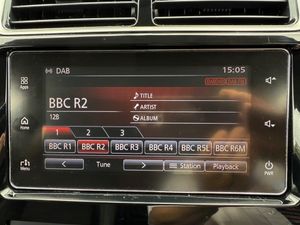 DAB
15:05
Apps
BBC R2
12B
TITLE
ARTIST
ALBUM
Home
1 2 3
BBC R1 BBC R2 BBC R3 BBC R4 BBC R5L BBC R6M
Menu
< Tune > Station Playback
PWR